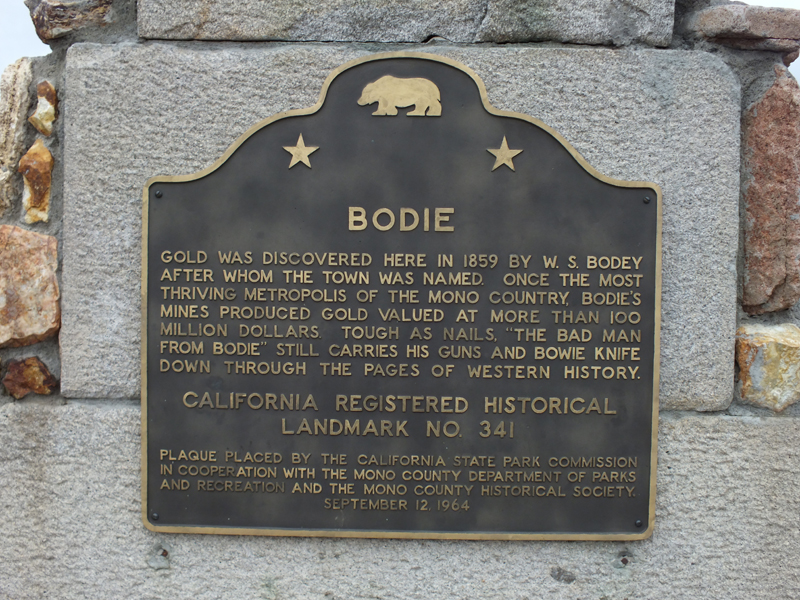 BODIE
GOLD WAS DISCOVERED HERE IN 1859 BY W. S. BODEY
AFTER WHOM THE TOWN WAS NAMED. ONCE THE MOST
THRIVING METROPOLIS OF THE MONO COUNTRY, BODIE'S
MINES PRODUCED GOLD VALUED AT MORE THAN 100
MILLION DOLLARS. TOUGH AS NAILS, "THE BAD MAN
FROM BODIE" STILL CARRIES HIS GUNS AND BOWIE KNIFE
DOWN THROUGH THE PAGES OF WESTERN HISTORY.
CALIFORNIA REGISTERED HISTORICAL
LANDMARK NO. 341
PLAQUE PLACED BY THE CALIFORNIA STATE PARK COMMISSION
IN COOPERATION WITH THE MONO COUNTY DEPARTMENT OF PARKS
AND RECREATION AND THE MONO COUNTY HISTORICAL SOCIETY.
SEPTEMBER 12, 1964